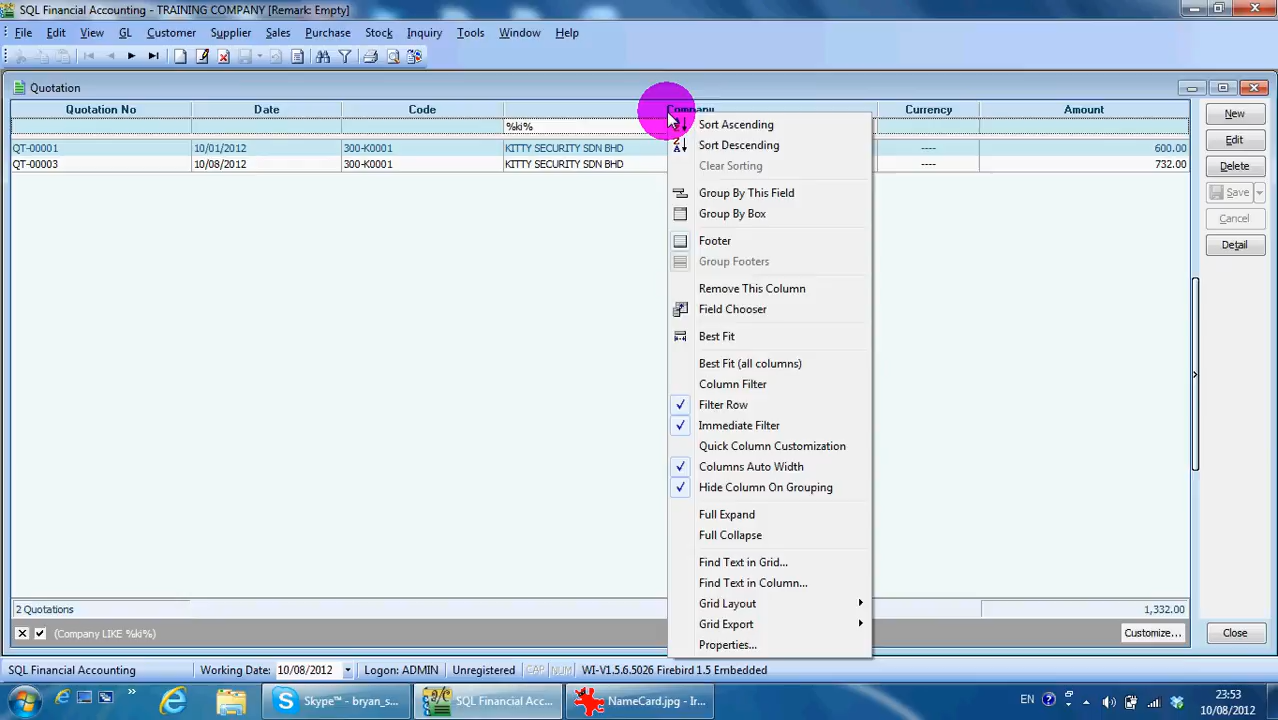 SQL Financial Accounting - TRAINING COMPANY [Remark: Empty]
File Edit View GL Customer Supplier Sales Purchase Stock Inquiry Tools Window Help
Quotation
Quotation No Date Code Company Currency Amount
%ki%
QT-00001 10/01/2012 300-K0001 KITTY SECURITY SDN BHD ---- 600.00
QT-00003 10/08/2012 300-K0001 KITTY SECURITY SDN BHD ---- 732.00
New
Edit
Delete
Save
Cancel
Detail
Sort Ascending
Sort Descending
Clear Sorting
Group By This Field
Group By Box
Footer
Group Footers
Remove This Column
Field Chooser
Best Fit
Best Fit (all columns)
Column Filter
Filter Row
Immediate Filter
Quick Column Customization
Columns Auto Width
Hide Column On Grouping
Full Expand
Full Collapse
Find Text in Grid...
Find Text in Column...
Grid Layout
Grid Export
Properties...
2 Quotations 1,332.00
(Company LIKE %ki%) Customize... Close
SQL Financial Accounting Working Date: 10/08/2012 Logon: ADMIN Unregistered CAP NUM WI-V1.5.6.5026 Firebird 1.5 Embedded
Skype™ - bryan_s... SQL Financial Acc... NameCard.jpg - Ir... EN 23:53
10/08/2012